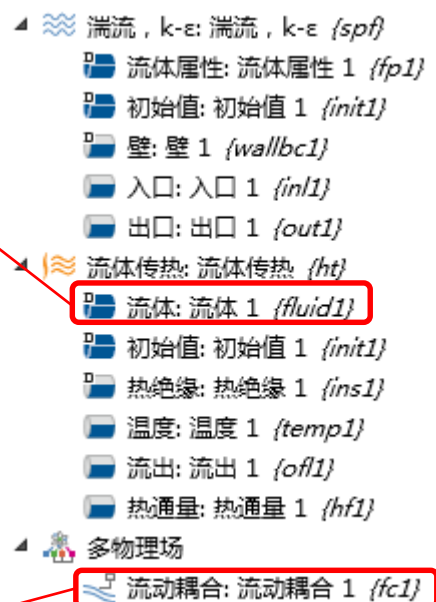 湍流，k-ε: 湍流，k-ε {spf}
流体属性: 流体属性 1 {fp1}
初始值: 初始值 1 {init1}
壁: 壁 1 {wallbc1}
入口: 入口 1 {inl1}
出口: 出口 1 {out1}
流体传热: 流体传热 {ht}
流体: 流体 1 {fluid1}
初始值: 初始值 1 {init1}
热绝缘: 热绝缘 1 {ins1}
温度: 温度 1 {temp1}
流出: 流出 1 {ofl1}
热通量: 热通量 1 {hf1}
多物理场
流动耦合: 流动耦合 1 {fc1}